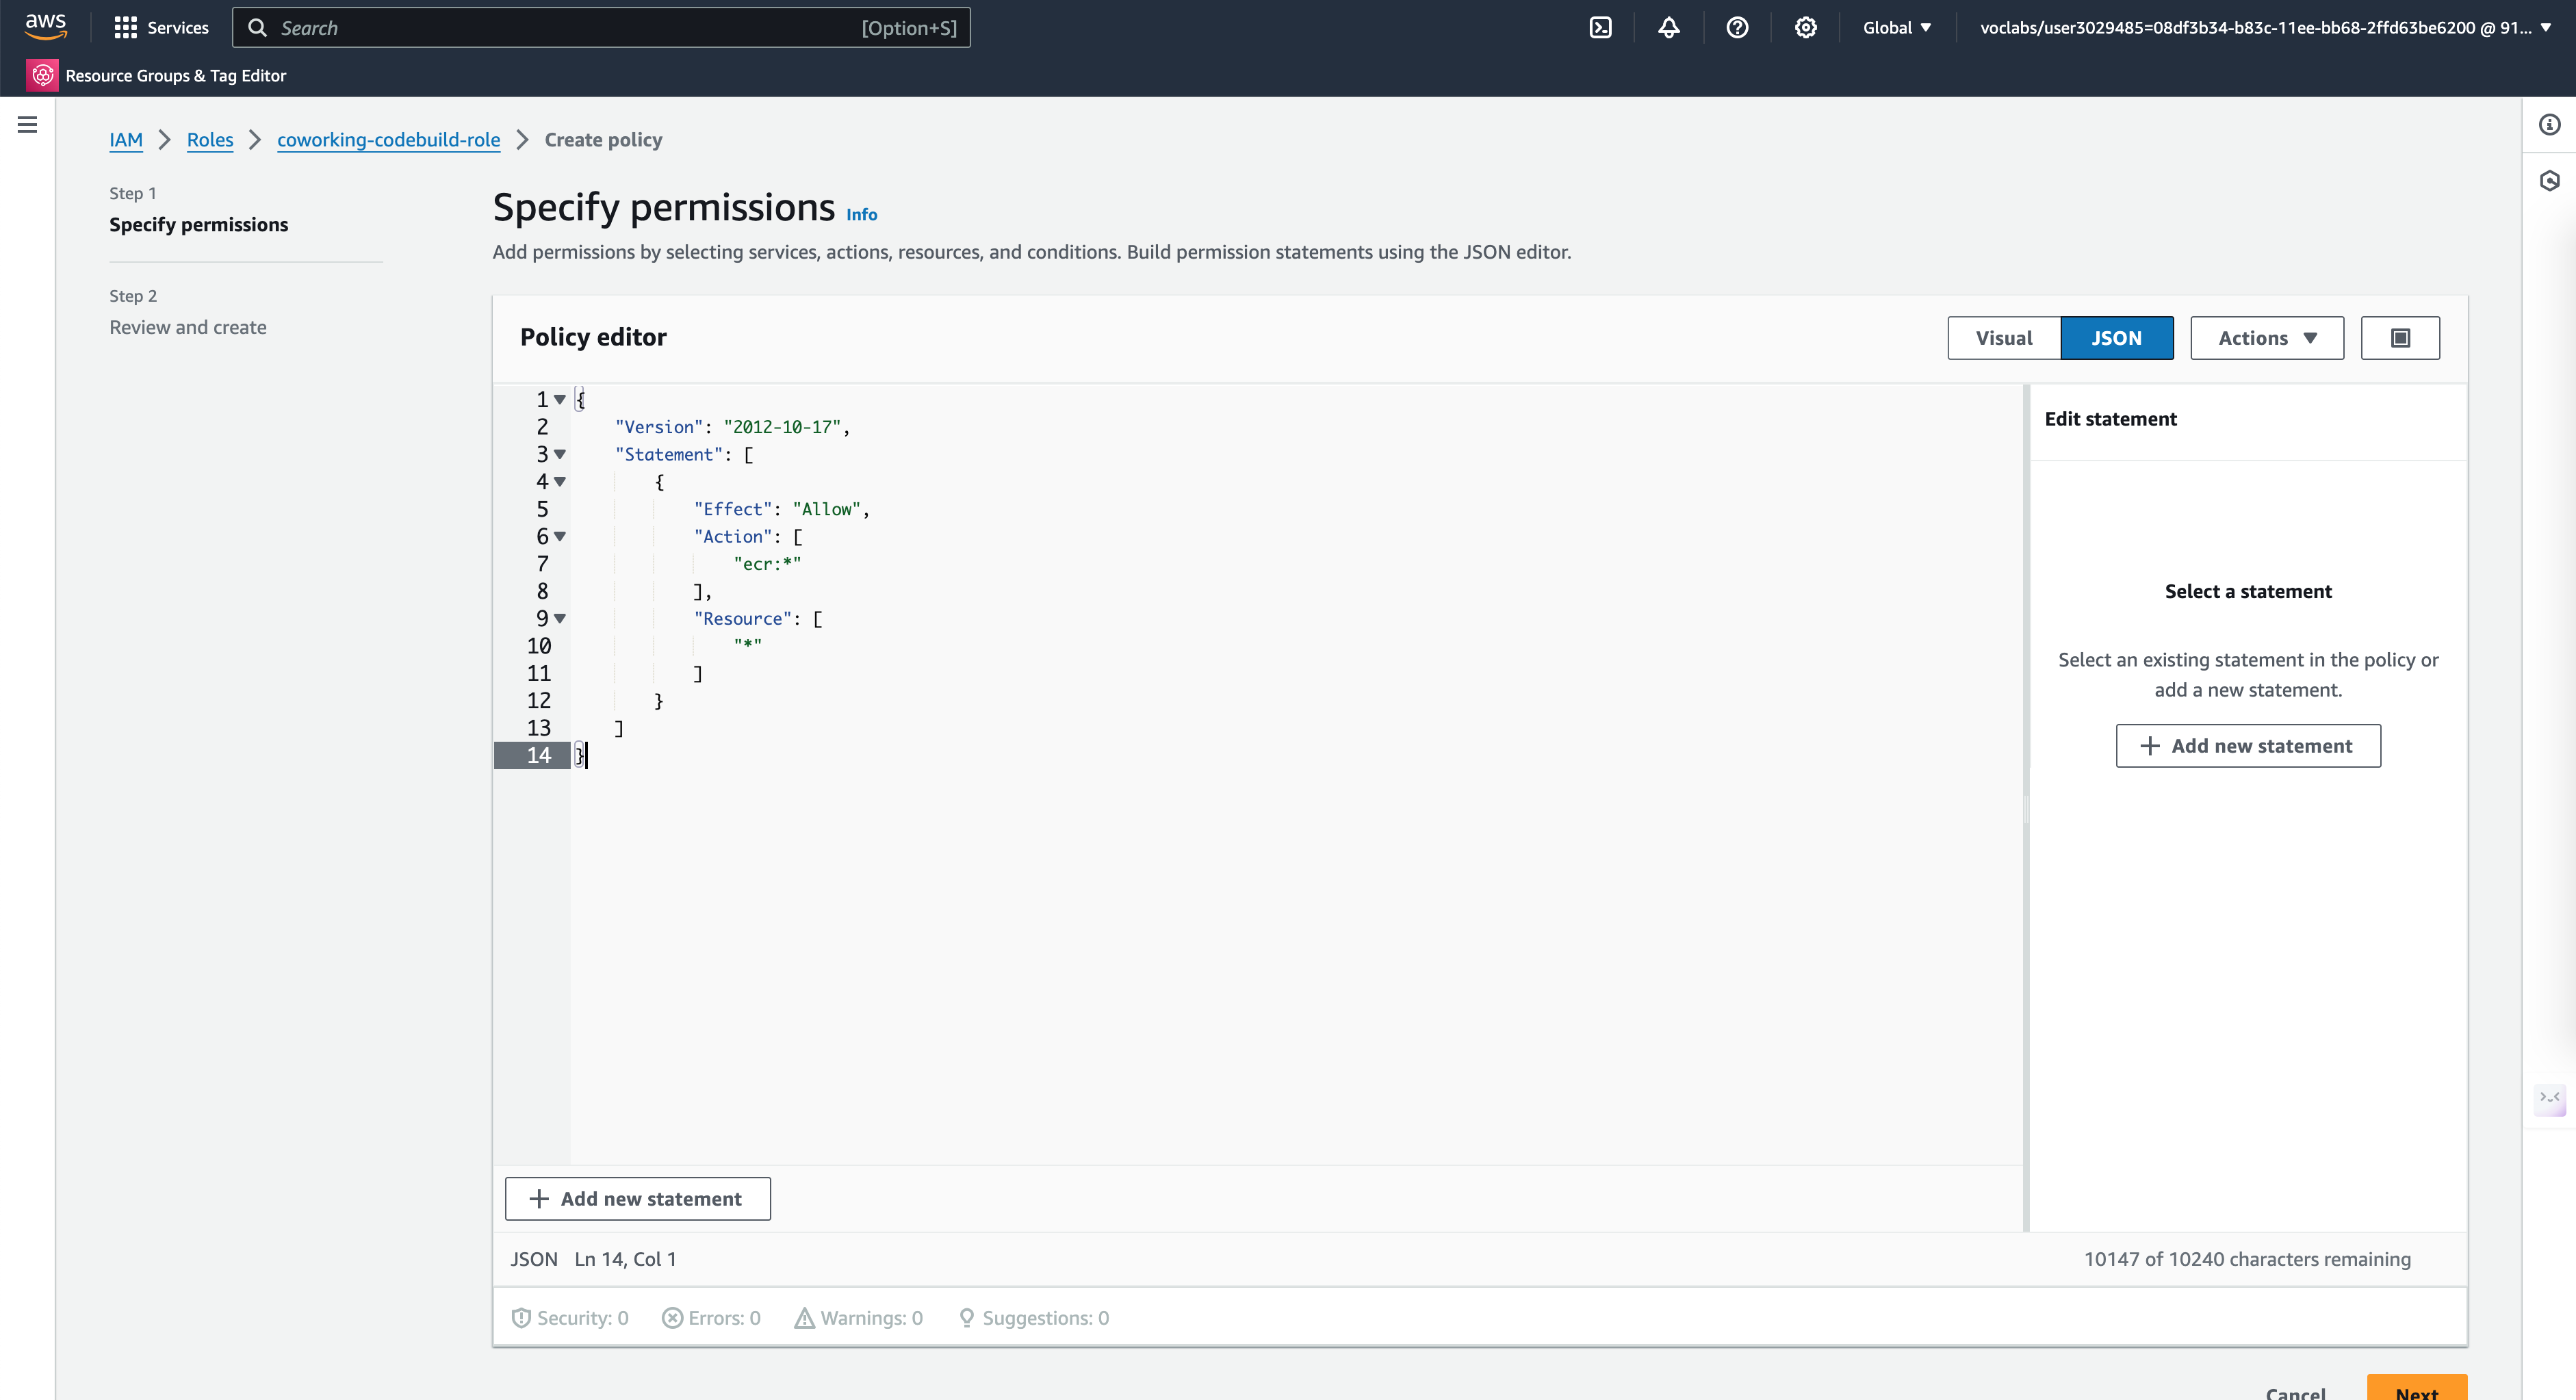 aws
Services
Search
[Option+S]
Global
voclabs/user3029485=08df3b34-b83c-11ee-bb68-2ffd63be6200 @ 91...
Resource Groups & Tag Editor
IAM
Roles
coworking-codebuild-role
Create policy
Step 1
Specify permissions
Step 2
Review and create
Specify permissions Info
Add permissions by selecting services, actions, resources, and conditions. Build permission statements using the JSON editor.
Policy editor
Visual
JSON
Actions
1 {
2 "Version": "2012-10-17",
3 "Statement": [
4 {
5 "Effect": "Allow",
6 "Action": [
7 "ecr:*"
8 ],
9 "Resource": [
10 "*"
11 ]
12 }
13 ]
14 }
Edit statement
Select a statement
Select an existing statement in the policy or
add a new statement.
Add new statement
Add new statement
JSON Ln 14, Col 1
10147 of 10240 characters remaining
Security: 0
Errors: 0
Warnings: 0
Suggestions: 0
Cancel
Next